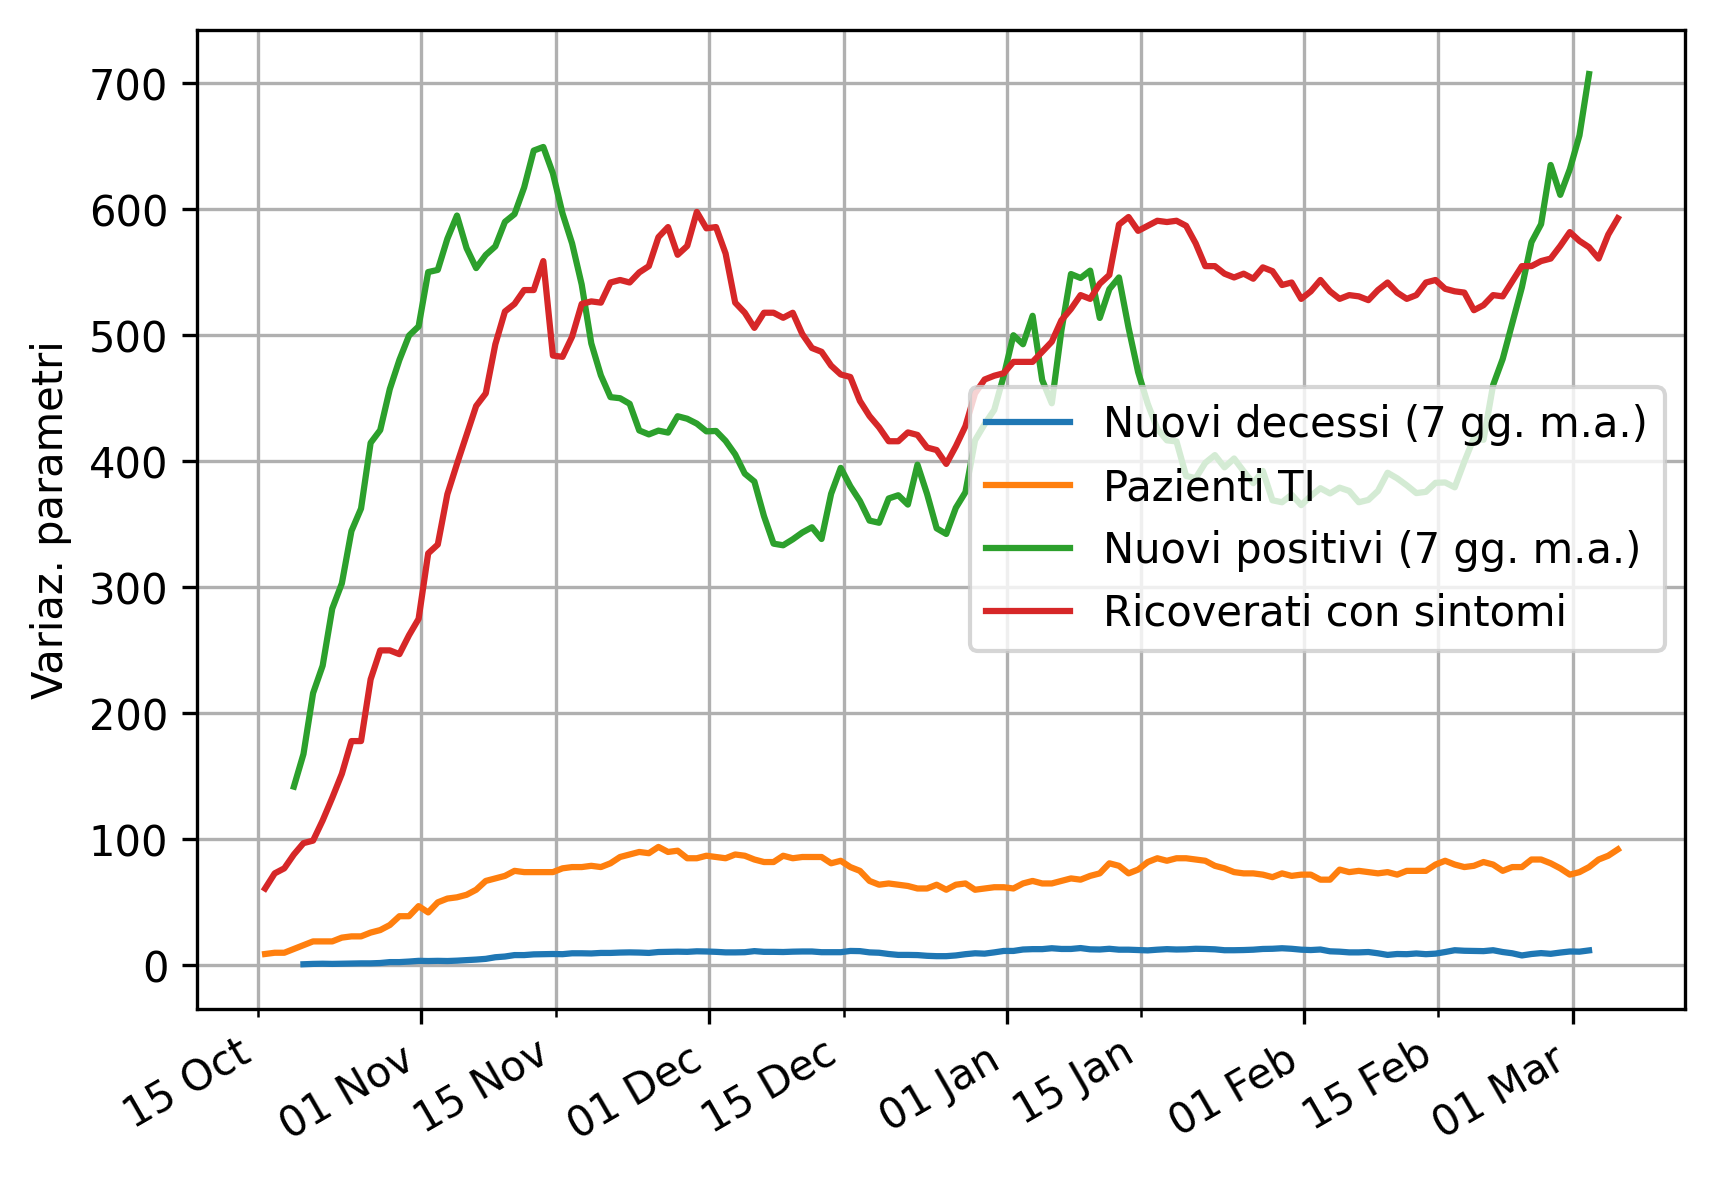 700
600
500
400
300
200
100
0
Variaz. parametri
Nuovi decessi (7 gg. m.a.)
Pazienti TI
Nuovi positivi (7 gg. m.a.)
Ricoverati con sintomi
15 Oct
01 Nov
15 Nov
01 Dec
15 Dec
01 Jan
15 Jan
01 Feb
15 Feb
01 Mar